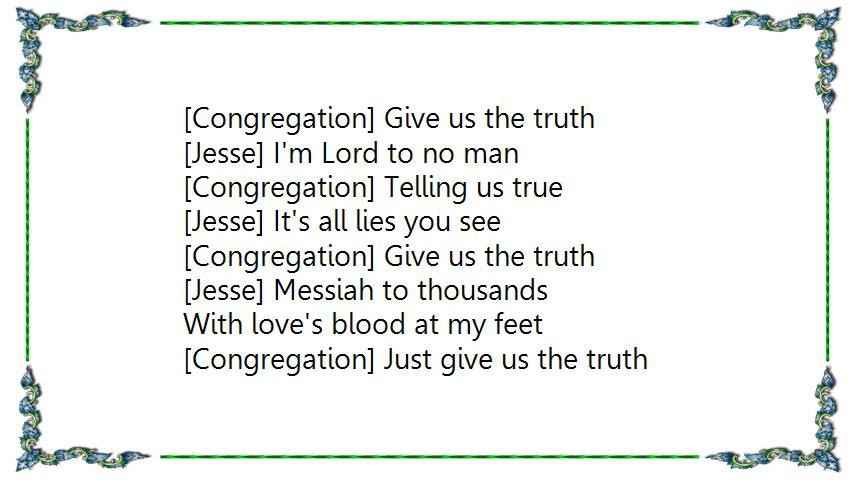 [Congregation] Give us the truth
[Jesse] I'm Lord to no man
[Congregation] Telling us true
[Jesse] It's all lies you see
[Congregation] Give us the truth
[Jesse] Messiah to thousands
With love's blood at my feet
[Congregation] Just give us the truth